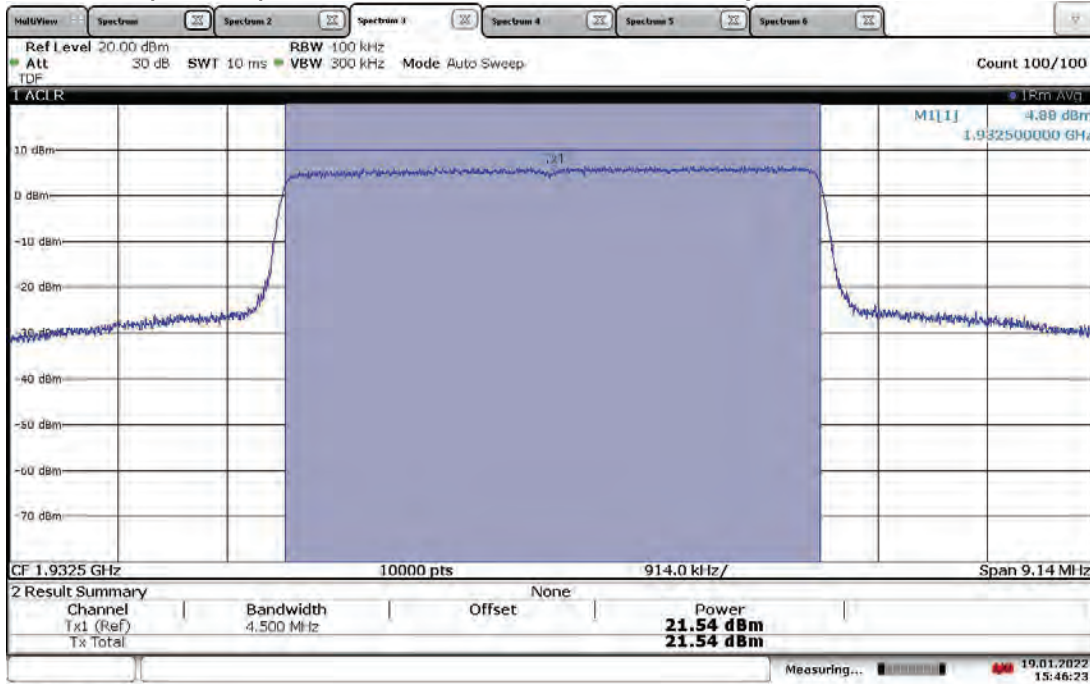 MultiView Spectrum Spectrum 2 Spectrum 3 Spectrum 4 Spectrum 5 Spectrum 6
Ref Level 20.00 dBm RBW 100 kHz
Att 30 dB SWT 10 ms VBW 300 kHz Mode Auto Sweep Count 100/100
TDF
1 ACLR 1Rm Avg
M1[1] 4.88 dBm
1.932500000 GHz
10 dBm
Tx1
0 dBm
-10 dBm
-20 dBm
-30 dBm
-40 dBm
-50 dBm
-60 dBm
-70 dBm
CF 1.9325 GHz 10000 pts 914.0 kHz/ Span 9.14 MHz
2 Result Summary None
Channel Bandwidth Offset Power
Tx1 (Ref) 4.500 MHz 21.54 dBm
Tx Total 21.54 dBm
Measuring... 19.01.2022
15:46:23